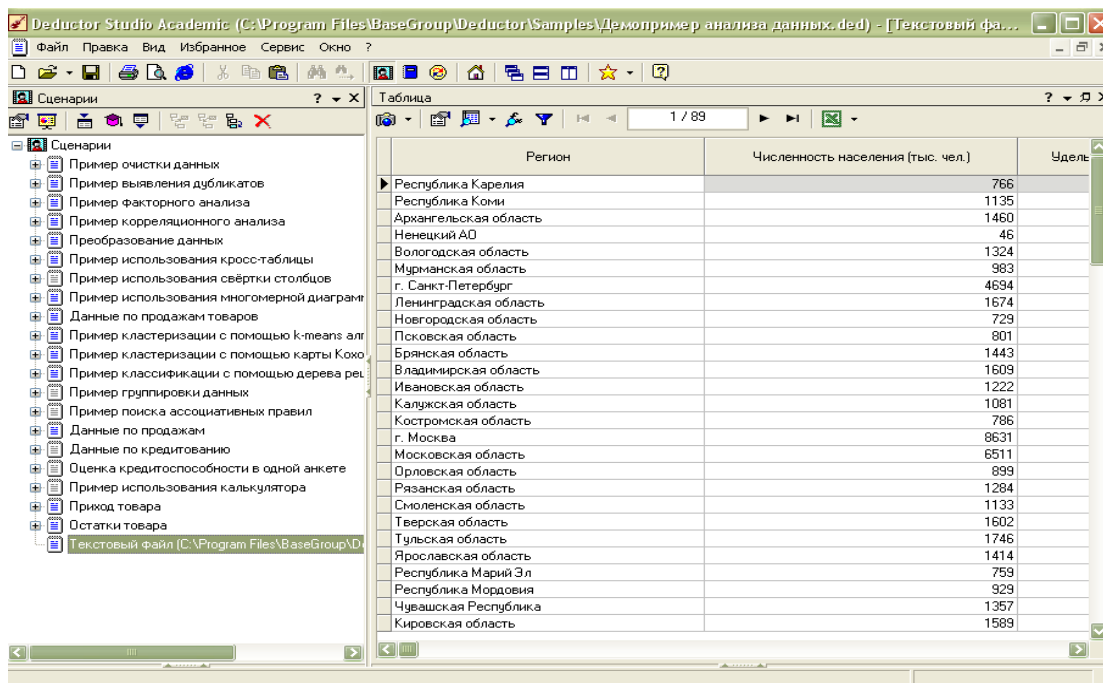 Deductor Studio Academic (C:\Program Files\BaseGroup\Deductor\Samples\Демопример анализа данных.ded) - [Текстовый фа...
Файл Правка Вид Избранное Сервис Окно ?
Сценарии
Таблица
1 / 89
Сценарии
Пример очистки данных
Пример выявления дубликатов
Пример факторного анализа
Пример корреляционного анализа
Преобразование данных
Пример использования кросс-таблицы
Пример использования свёртки столбцов
Пример использования многомерной диаграмм
Данные по продажам товаров
Пример кластеризации с помощью k-means алг
Пример кластеризации с помощью карты Кохо
Пример классификации с помощью дерева реш
Пример группировки данных
Пример поиска ассоциативных правил
Данные по продажам
Данные по кредитованию
Оценка кредитоспособности в одной анкете
Пример использования калькулятора
Приход товара
Остатки товара
Текстовый файл (C:\Program Files\BaseGroup\De
Регион Численность населения (тыс. чел.) Удель
Республика Карелия 766
Республика Коми 1135
Архангельская область 1460
Ненецкий АО 46
Вологодская область 1324
Мурманская область 983
г. Санкт-Петербург 4694
Ленинградская область 1674
Новгородская область 729
Псковская область 801
Брянская область 1443
Владимирская область 1609
Ивановская область 1222
Калужская область 1081
Костромская область 786
г. Москва 8631
Московская область 6511
Орловская область 899
Рязанская область 1284
Смоленская область 1133
Тверская область 1602
Тульская область 1746
Ярославская область 1414
Республика Марий Эл 759
Республика Мордовия 929
Чувашская Республика 1357
Кировская область 1589